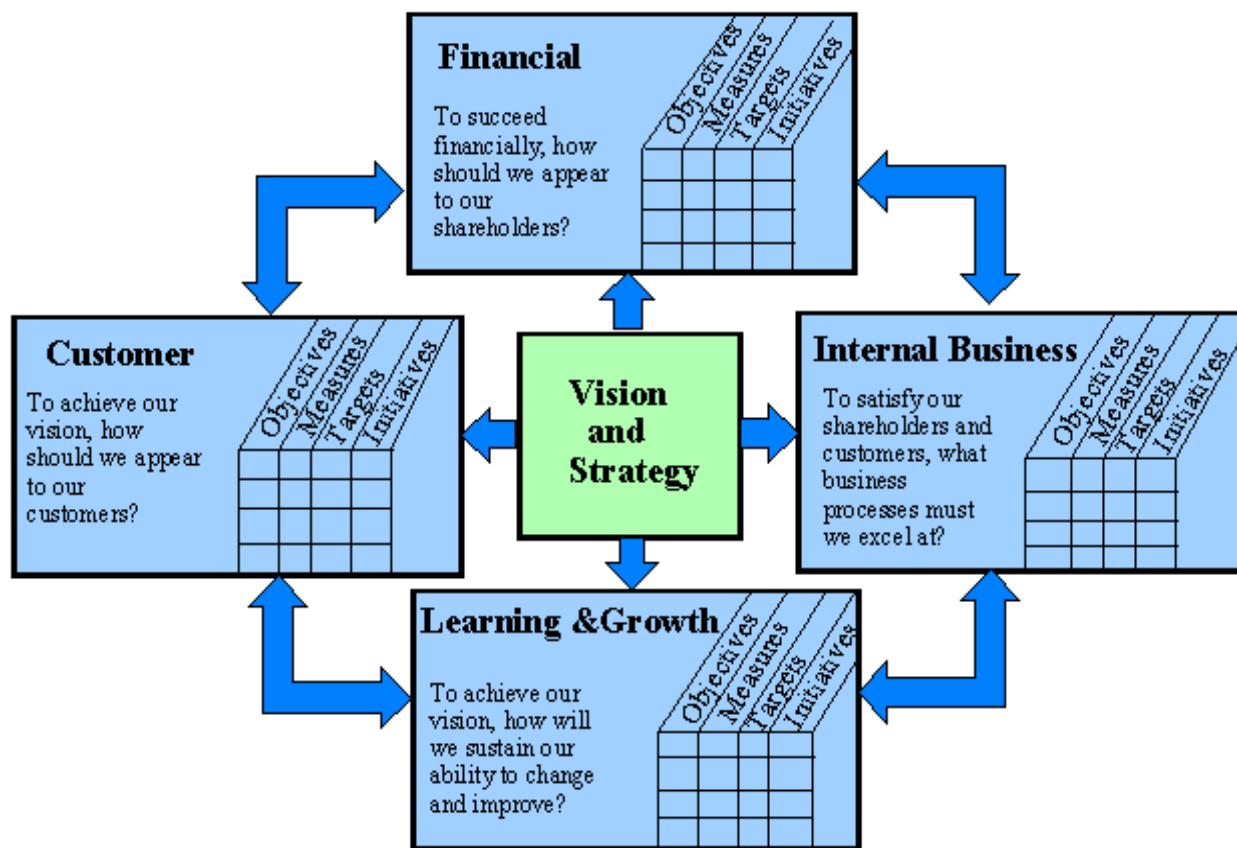 Financial
Objectives
Measures
Targets
Initiatives
To succeed
financially, how
should we appear
to our
shareholders?
Customer
Objectives
Measures
Targets
Initiatives
To achieve our
vision, how
should we appear
to our
customers?
Vision
and
Strategy
Internal Business
Objectives
Measures
Targets
Initiatives
To satisfy our
shareholders and
customers, what
business
processes must
we excel at?
Learning &Growth
Objectives
Measures
Targets
Initiatives
To achieve our
vision, how will
we sustain our
ability to change
and improve?